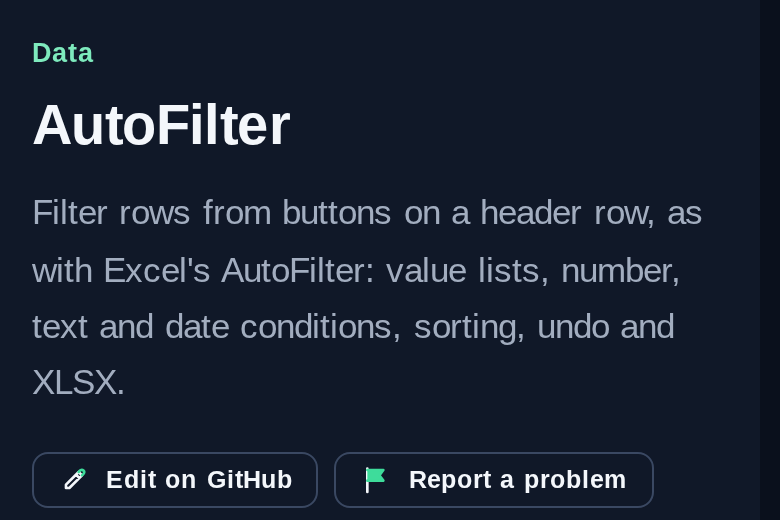 Data
AutoFilter
Filter rows from buttons on a header row, as
with Excel's AutoFilter: value lists, number,
text and date conditions, sorting, undo and
XLSX.
Edit on GitHub
Report a problem